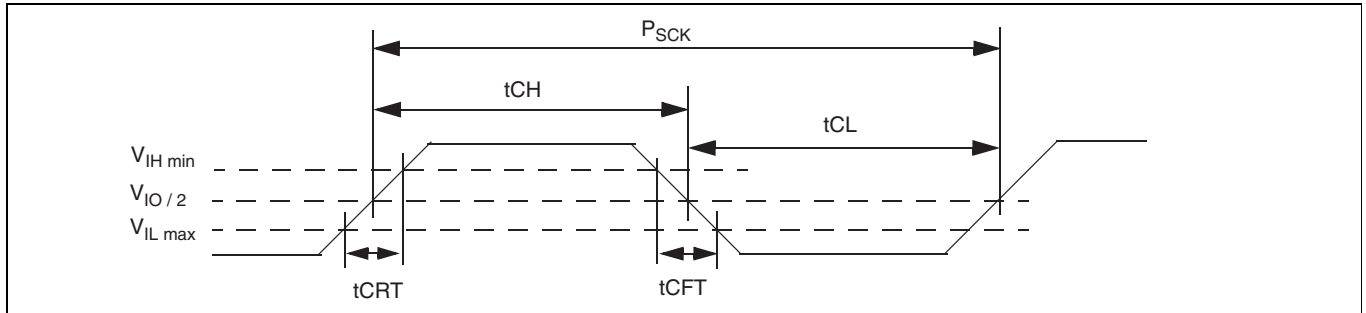 PSCK
tCH
tCL
VIH min
VIO / 2
VIL max
tCRT
tCFT